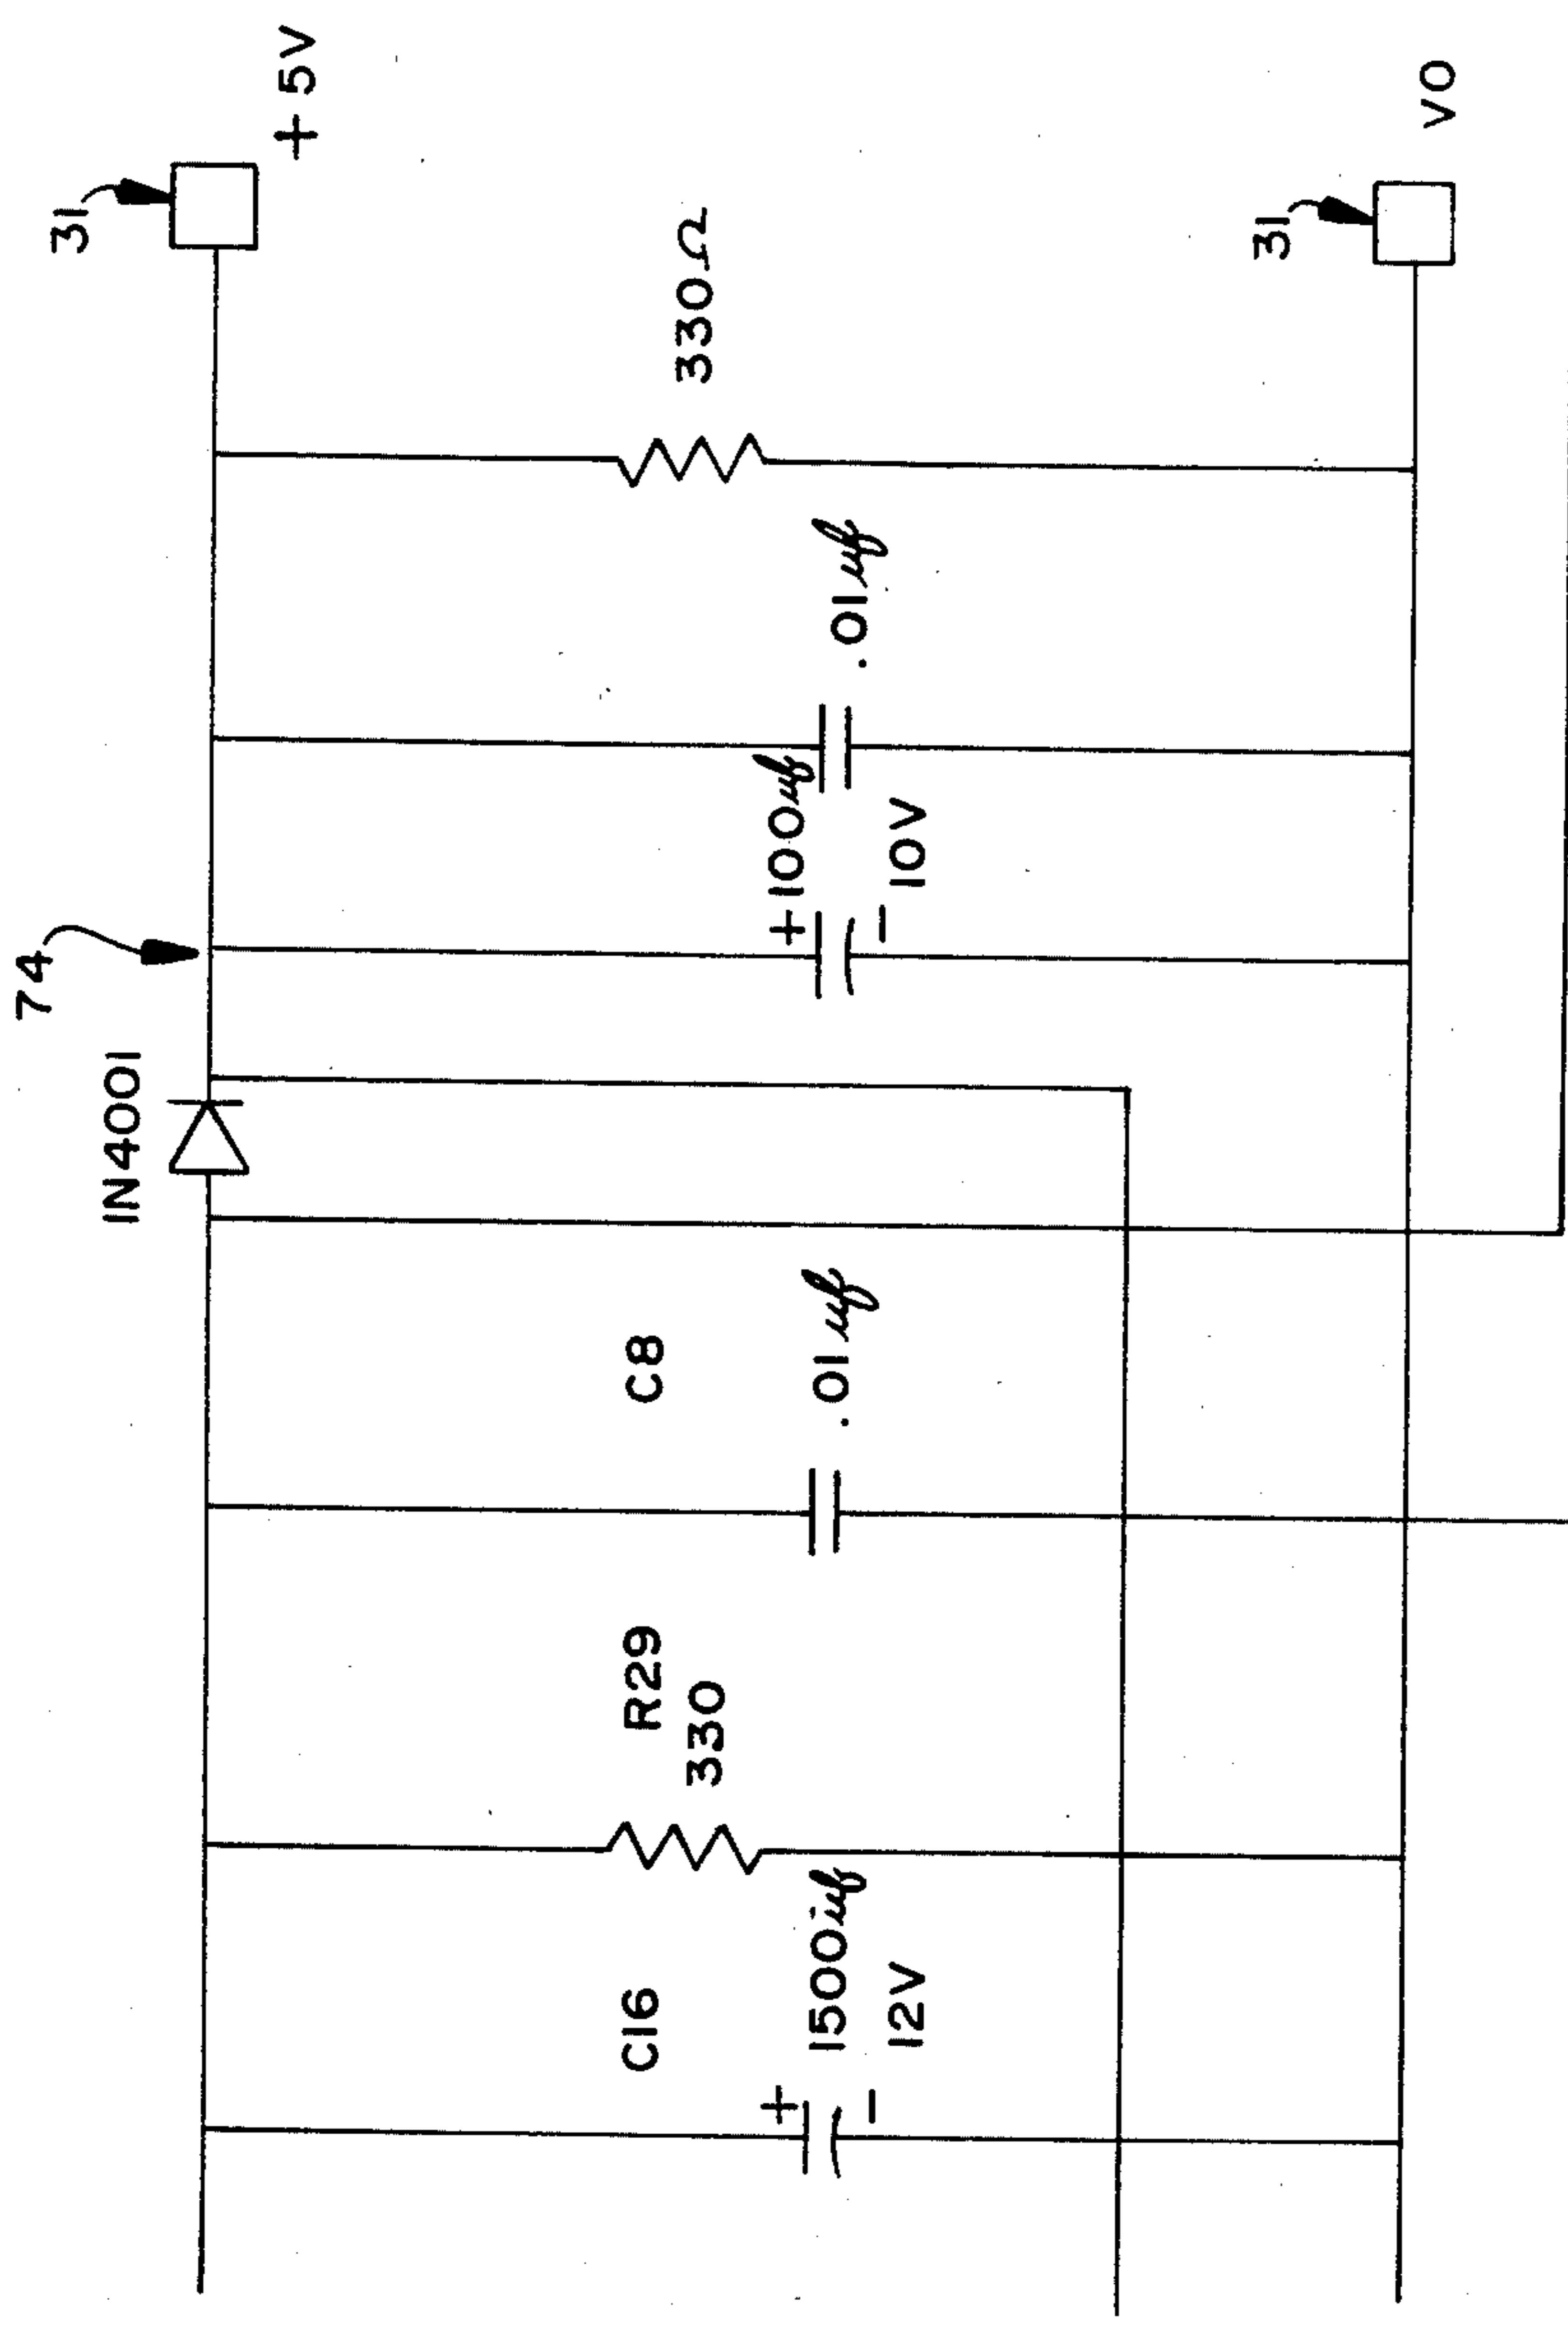 74
31
IN4001
+5V
C16
R29
330
C8
330Ω
+
1500uf
-
12V
.01uf
+100uf
-
10V
.01uf
31
VO